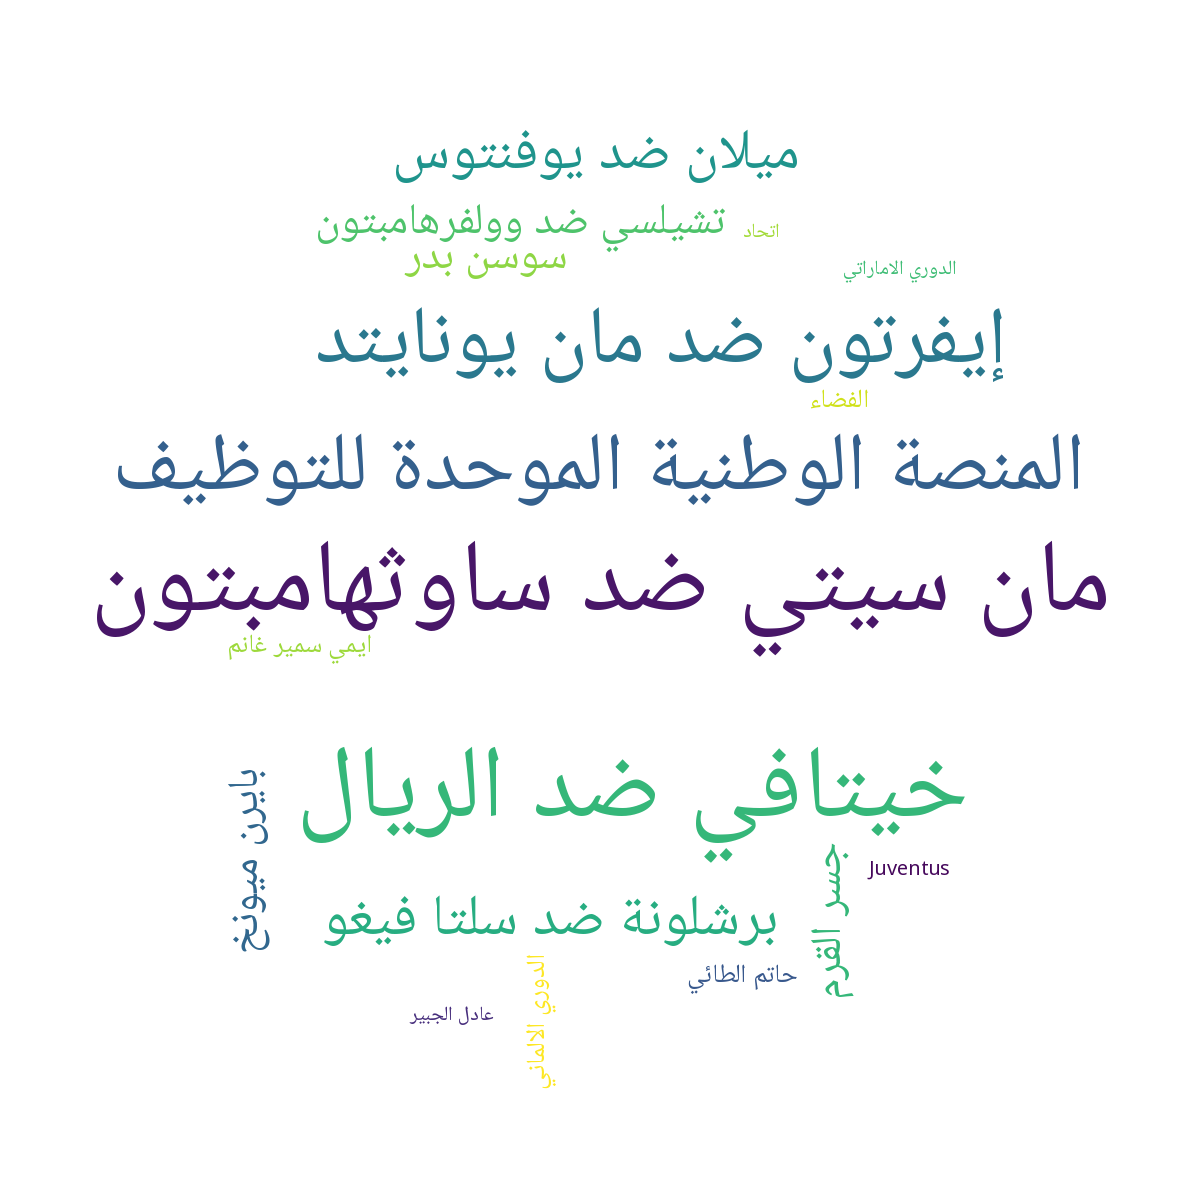 ميلان ضد يوفنتوس
تشيلسي ضد وولفرهامبتون
اتحاد
سوسن بدر
الدوري الاماراتي
إيفرتون ضد مان يونايتد
الفضاء
المنصة الوطنية الموحدة للتوظيف
مان سيتي ضد ساوثهامبتون
ايمي سمير غانم
خيتافي ضد الريال
بايرن ميونخ
جسر القرم
Juventus
برشلونة ضد سلتا فيغو
حاتم الطائي
الدوري الالماني
عادل الجبير